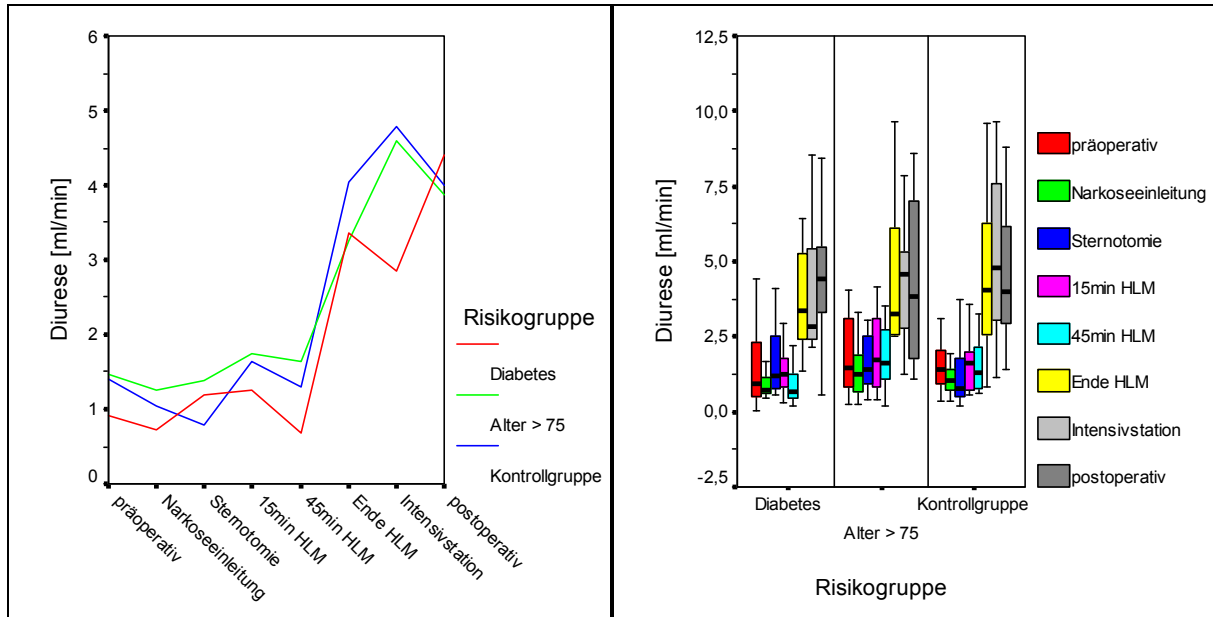 Diurese [ml/min]
6
5
4
3
2
1
0
präoperativ
Narkoseeinleitung
Sternotomie
15min HLM
45min HLM
Ende HLM
Intensivstation
postoperativ
Risikogruppe
Diabetes
Alter > 75
Kontrollgruppe
Diurese [ml/min]
12,5
10,0
7,5
5,0
2,5
0,0
-2,5
Diabetes
Alter > 75
Kontrollgruppe
Risikogruppe
präoperativ
Narkoseeinleitung
Sternotomie
15min HLM
45min HLM
Ende HLM
Intensivstation
postoperativ